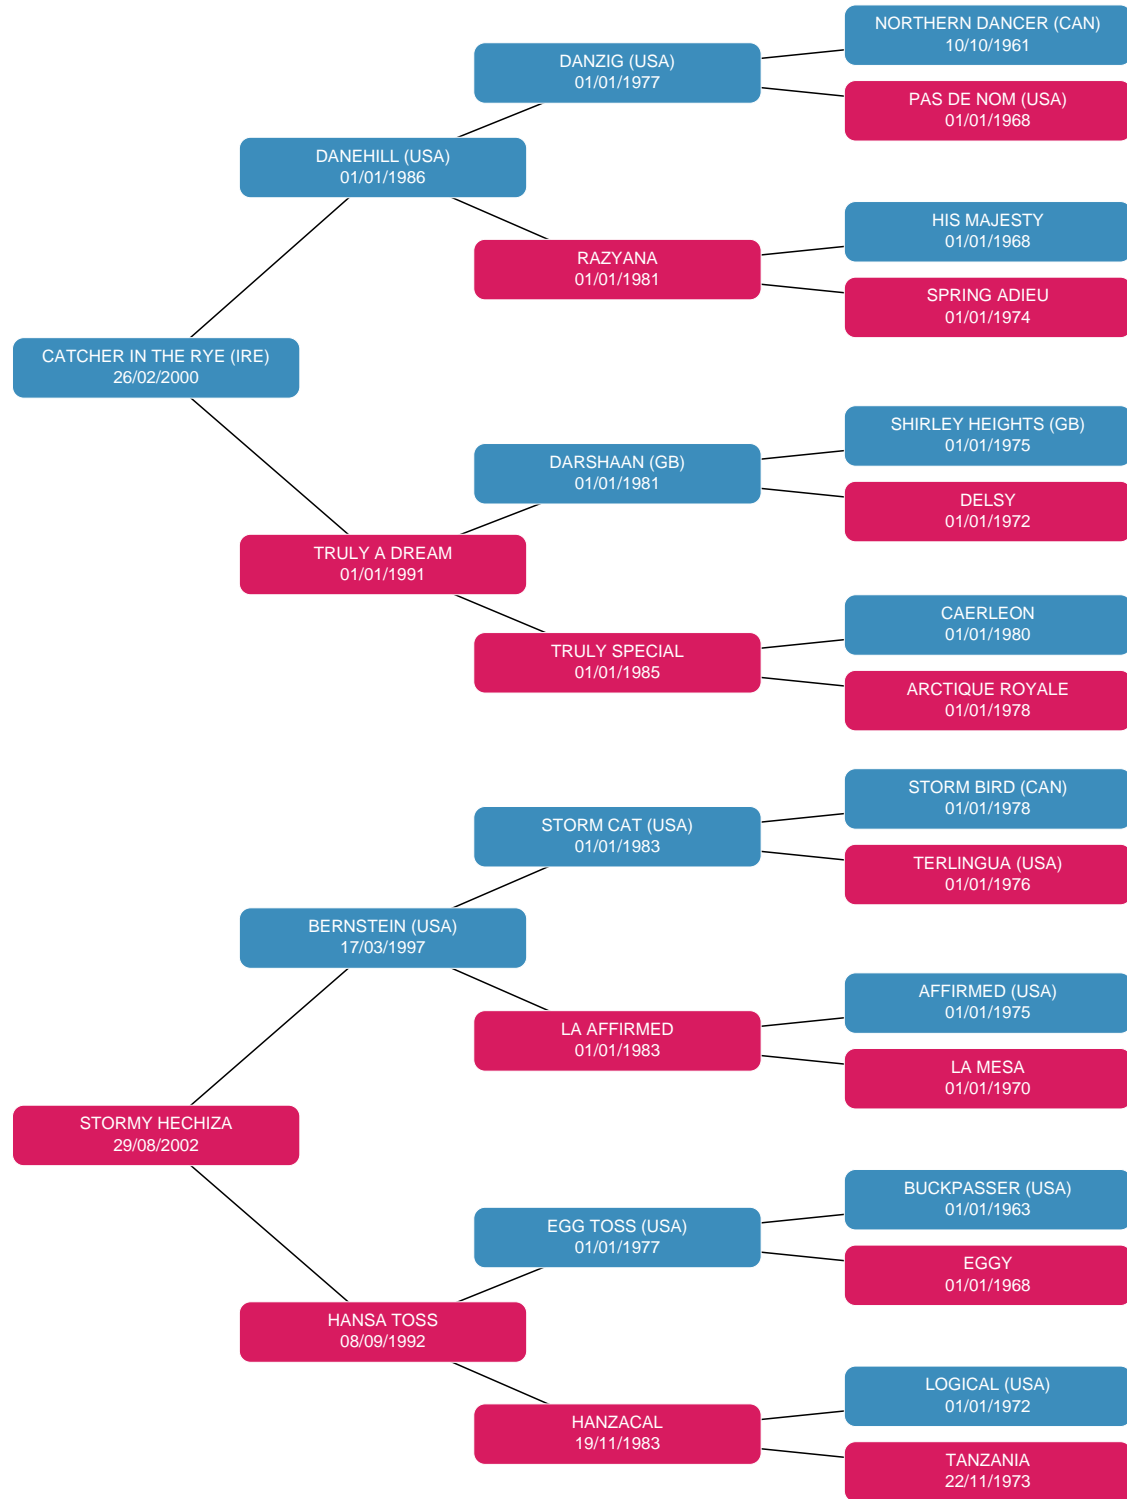 NORTHERN DANCER (CAN)
10/10/1961
DANZIG (USA)
01/01/1977
PAS DE NOM (USA)
01/01/1968
DANEHILL (USA)
01/01/1986
HIS MAJESTY
01/01/1968
RAZYANA
01/01/1981
SPRING ADIEU
01/01/1974
CATCHER IN THE RYE (IRE)
26/02/2000
SHIRLEY HEIGHTS (GB)
01/01/1975
DARSHAAN (GB)
01/01/1981
DELSY
01/01/1972
TRULY A DREAM
01/01/1991
CAERLEON
01/01/1980
TRULY SPECIAL
01/01/1985
ARCTIQUE ROYALE
01/01/1978
STORM BIRD (CAN)
01/01/1978
STORM CAT (USA)
01/01/1983
TERLINGUA (USA)
01/01/1976
BERNSTEIN (USA)
17/03/1997
AFFIRMED (USA)
01/01/1975
LA AFFIRMED
01/01/1983
LA MESA
01/01/1970
STORMY HECHIZA
29/08/2002
BUCKPASSER (USA)
01/01/1963
EGG TOSS (USA)
01/01/1977
EGGY
01/01/1968
HANSA TOSS
08/09/1992
LOGICAL (USA)
01/01/1972
HANZACAL
19/11/1983
TANZANIA
22/11/1973